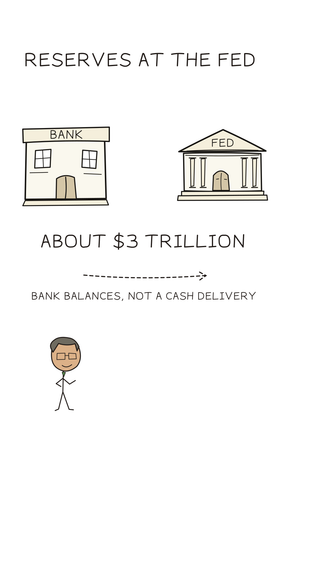 RESERVES AT THE FED
BANK
FED
ABOUT $3 TRILLION
BANK BALANCES, NOT A CASH DELIVERY